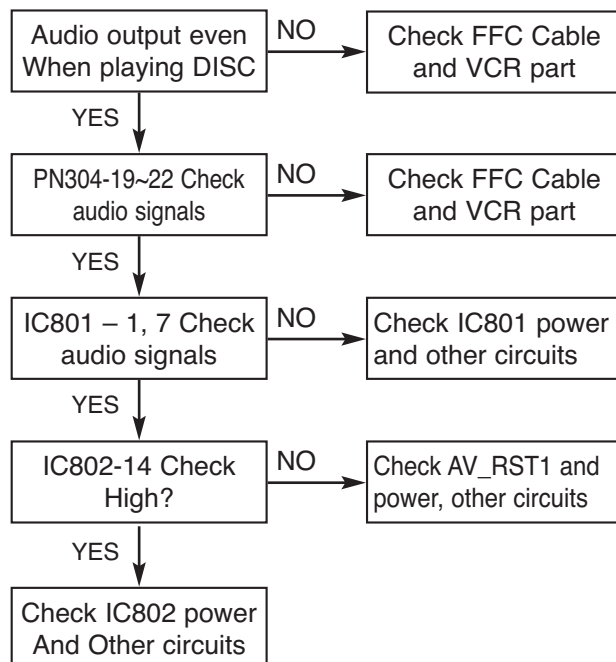 Audio output even
When playing DISC
NO
Check FFC Cable
and VCR part
YES
PN304-19~22 Check
audio signals
NO
Check FFC Cable
and VCR part
YES
IC801 – 1, 7 Check
audio signals
NO
Check IC801 power
and other circuits
YES
IC802-14 Check
High?
NO
Check AV_RST1 and
power, other circuits
YES
Check IC802 power
And Other circuits